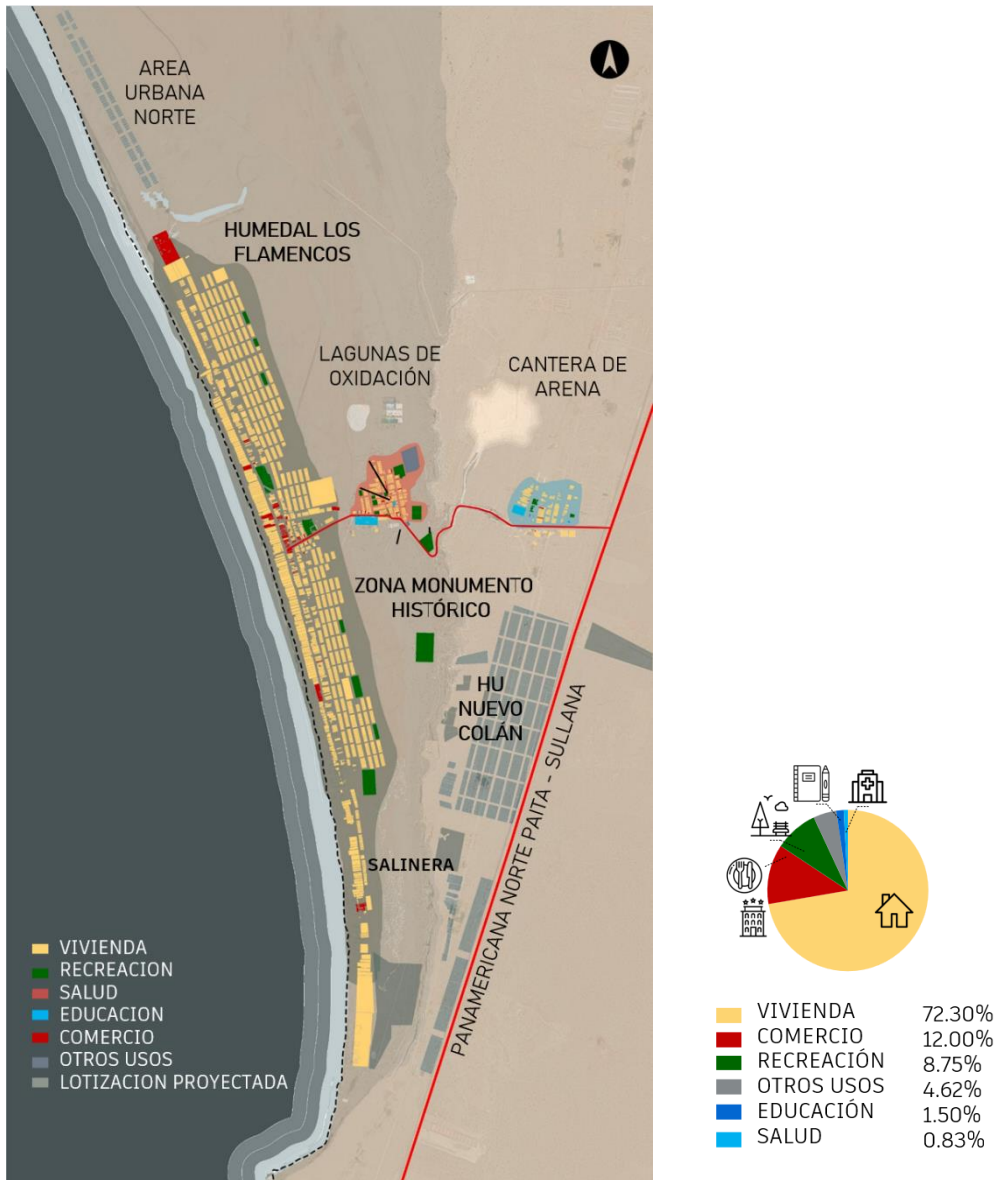 AREA
URBANA
NORTE
HUMEDAL LOS
FLAMENCOS
LAGUNAS DE
OXIDACIÓN
CANTERA DE
ARENA
ZONA MONUMENTO
HISTÓRICO
HU
NUEVO
COLÁN
PANAMERICANA NORTE PAITA - SULLANA
SALINERA
VIVIENDA
RECREACION
SALUD
EDUCACION
COMERCIO
OTROS USOS
LOTIZACION PROYECTADA
VIVIENDA 72.30%
COMERCIO 12.00%
RECREACIÓN 8.75%
OTROS USOS 4.62%
EDUCACIÓN 1.50%
SALUD 0.83%